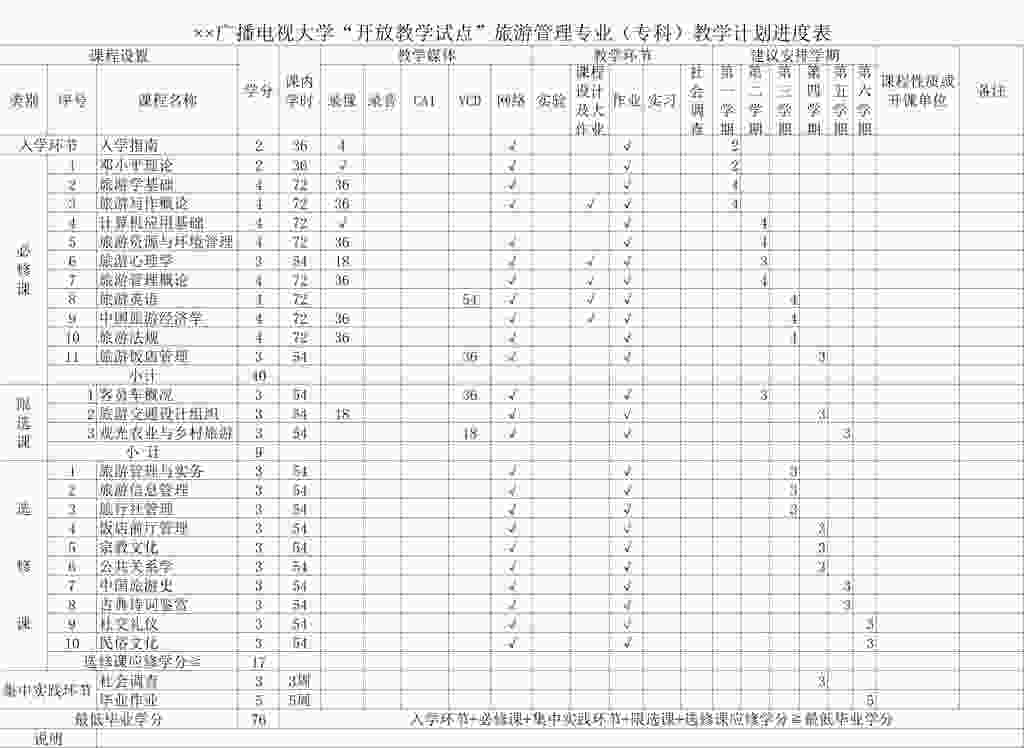 ××广播电视大学“开放教学试点”旅游管理专业（专科）教学计划进度表
课程设置 学分 课内学时 教学媒体 教学环节 建议安排学期 课程性质或开课单位 备注
类别 序号 课程名称 录像 录音 CAI VCD 网络 实验 课程设计及大作业 作业 实习 社会调查 第一学期 第二学期 第三学期 第四学期 第五学期 第六学期
入学环节 入学指南 2 36 4 √ √ 2
必修课
1 邓小平理论 2 36 √ √ √ 2
2 旅游学基础 4 72 36 √ √ 4
3 旅游写作概论 4 72 36 √ √ √ 4
4 计算机应用基础 4 72 √ √ 4
5 旅游资源与环境管理 4 72 36 √ √ 4
6 旅游心理学 3 54 18 √ √ √ 3
7 旅游管理概论 4 72 36 √ √ √ 4
8 旅游英语 4 72 54 √ √ √ 4
9 中国旅游经济学 4 72 36 √ √ √ 4
10 旅游法规 4 72 36 √ √ 4
11 旅游饭店管理 3 54 36 √ √ 3
小计 40
限选课
1 客员车概况 3 54 36 √ √ 3
2 旅游交通设计组织 3 54 18 √ √ 3
3 观光农业与乡村旅游 3 54 18 √ √ 3
小 计 9
选修课
1 旅游管理与实务 3 54 √ √ 3
2 旅游信息管理 3 54 √ √ 3
3 旅行社管理 3 54 √ √ 3
4 饭店前厅管理 3 54 √ √ 3
5 宗教文化 3 54 √ √ 3
6 公共关系学 3 54 √ √ 3
7 中国旅游史 3 54 √ √ 3
8 古典诗词鉴赏 3 54 √ √ 3
9 社交礼仪 3 54 √ √ 3
10 民俗文化 3 54 √ √ 3
选修课应修学分≧ 17
集中实践环节
社会调查 3 3周 3
毕业作业 5 5周 5
最低毕业学分 76 入学环节+必修课+集中实践环节+限选课+选修课应修学分≧最低毕业学分
说明